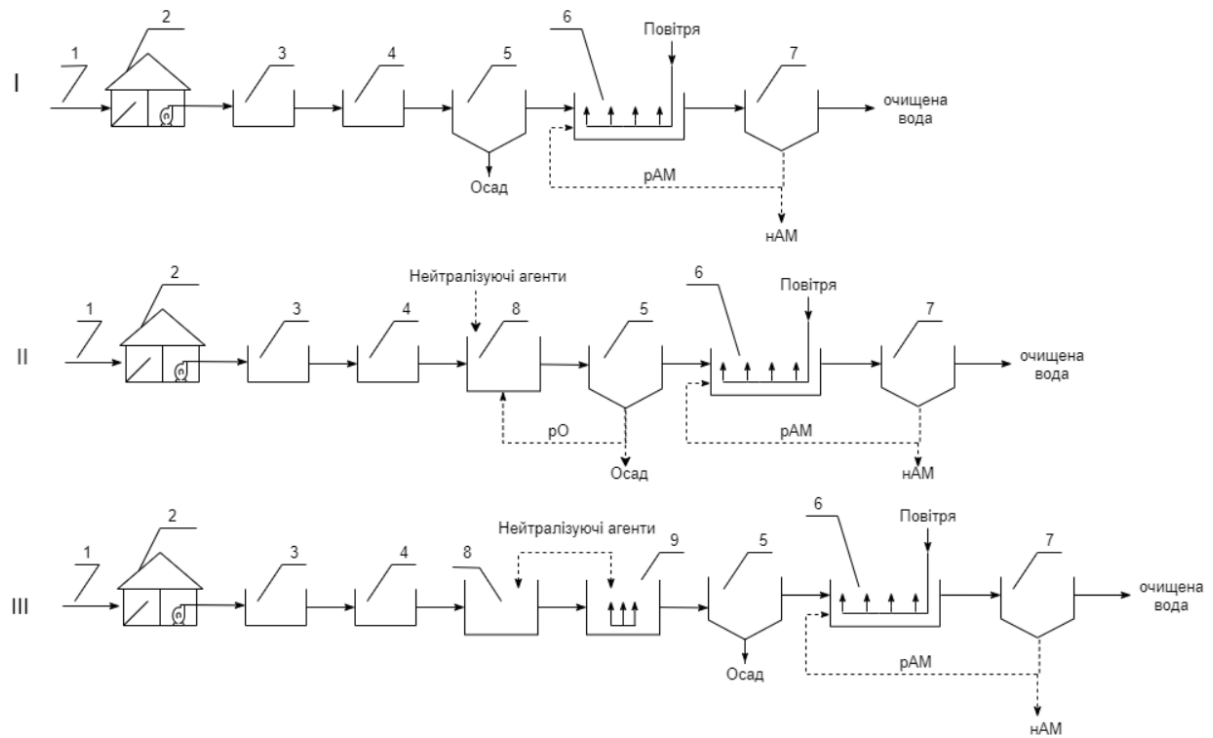 I
1
2
3
4
5
6
Повітря
7
очищена
вода
Осад
рАМ
нАМ
II
1
2
3
4
Нейтралізуючі агенти
8
5
6
Повітря
7
очищена
вода
рО
Осад
рАМ
нАМ
III
1
2
3
4
Нейтралізуючі агенти
8
9
5
6
Повітря
7
очищена
вода
Осад
рАМ
нАМ